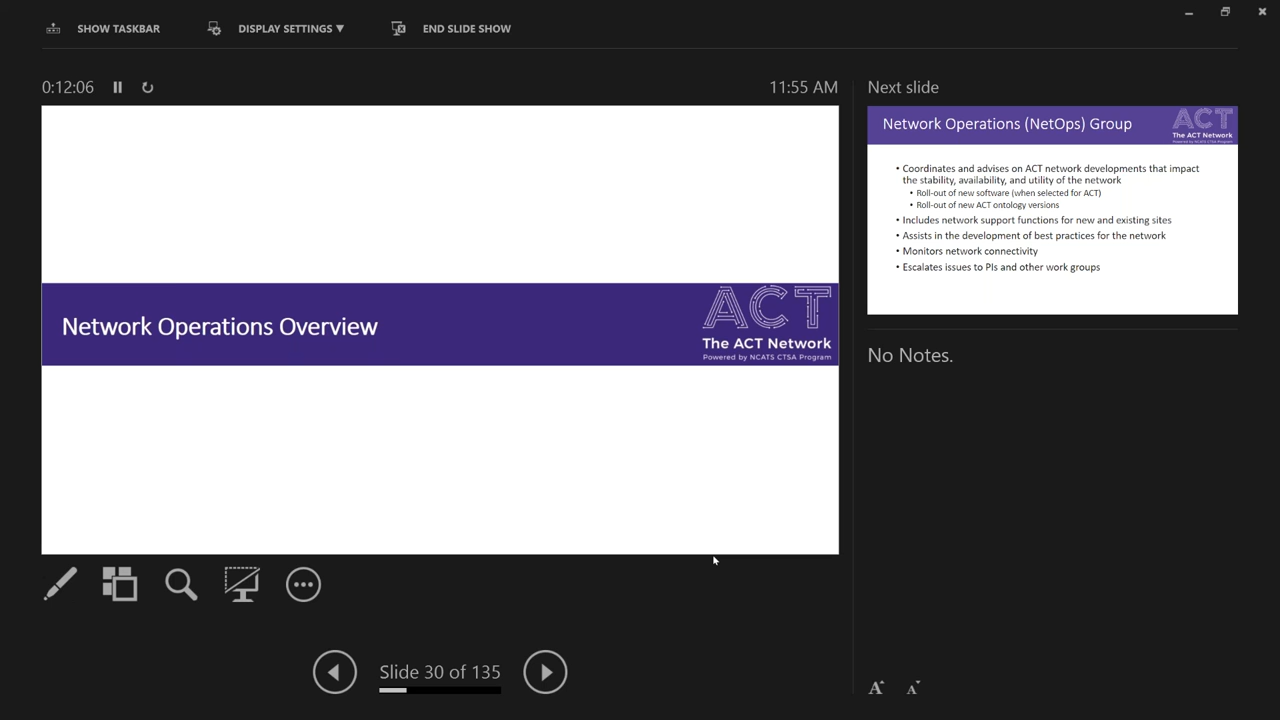 SHOW TASKBAR
DISPLAY SETTINGS ▼
END SLIDE SHOW
0:12:06
11:55 AM
Network Operations Overview
ACT
The ACT Network
Powered by NCATS CTSA Program
Next slide
Network Operations (NetOps) Group
ACT
The ACT Network
Powered by NCATS CTSA Program
• Coordinates and advises on ACT network developments that impact
the stability, availability, and utility of the network
• Roll-out of new software (when selected for ACT)
• Roll-out of new ACT ontology versions
• Includes network support functions for new and existing sites
• Assists in the development of best practices for the network
• Monitors network connectivity
• Escalates issues to PIs and other work groups
No Notes.
Slide 30 of 135
A A